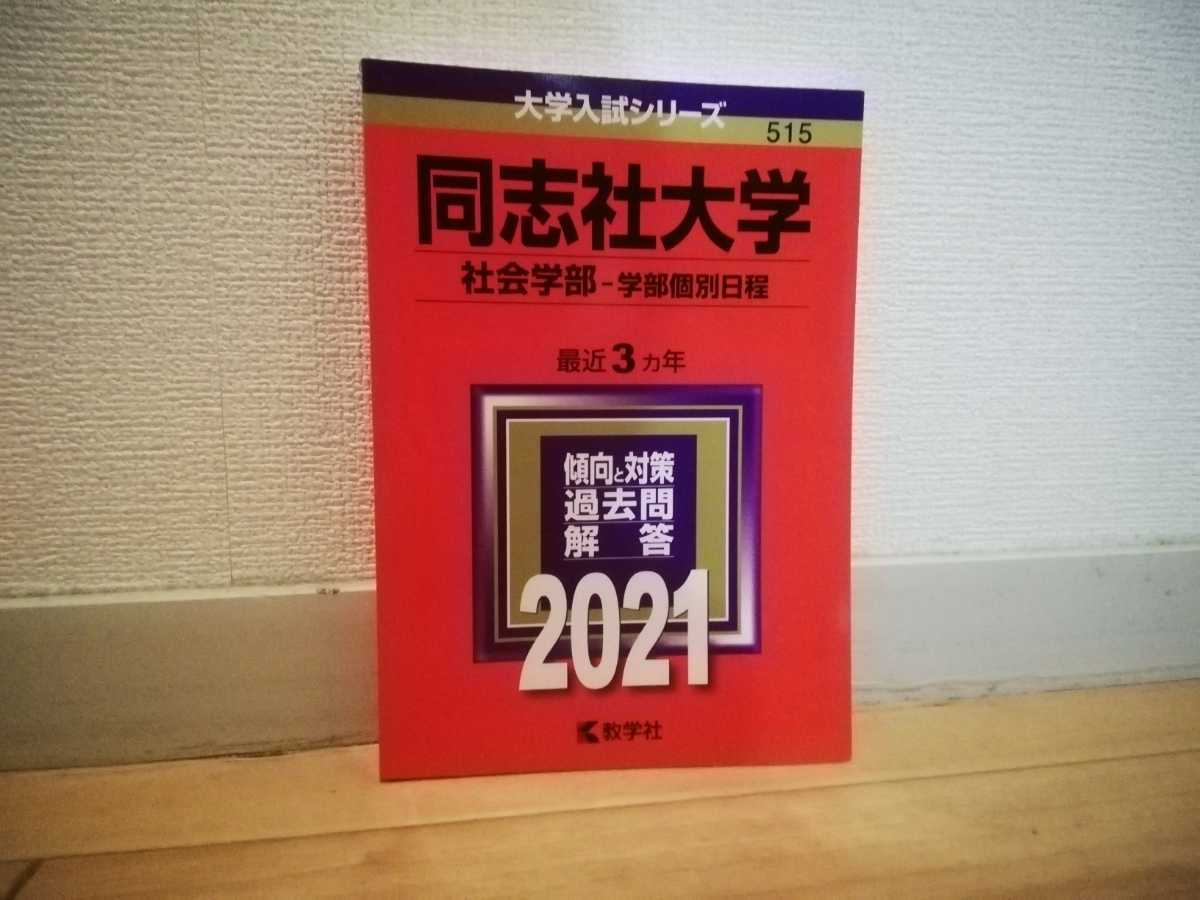 大学入試シリーズ
515
同志社大学
社会学部-学部個別日程
最近3カ年
傾向と対策
過去問
解答
2021
教学社